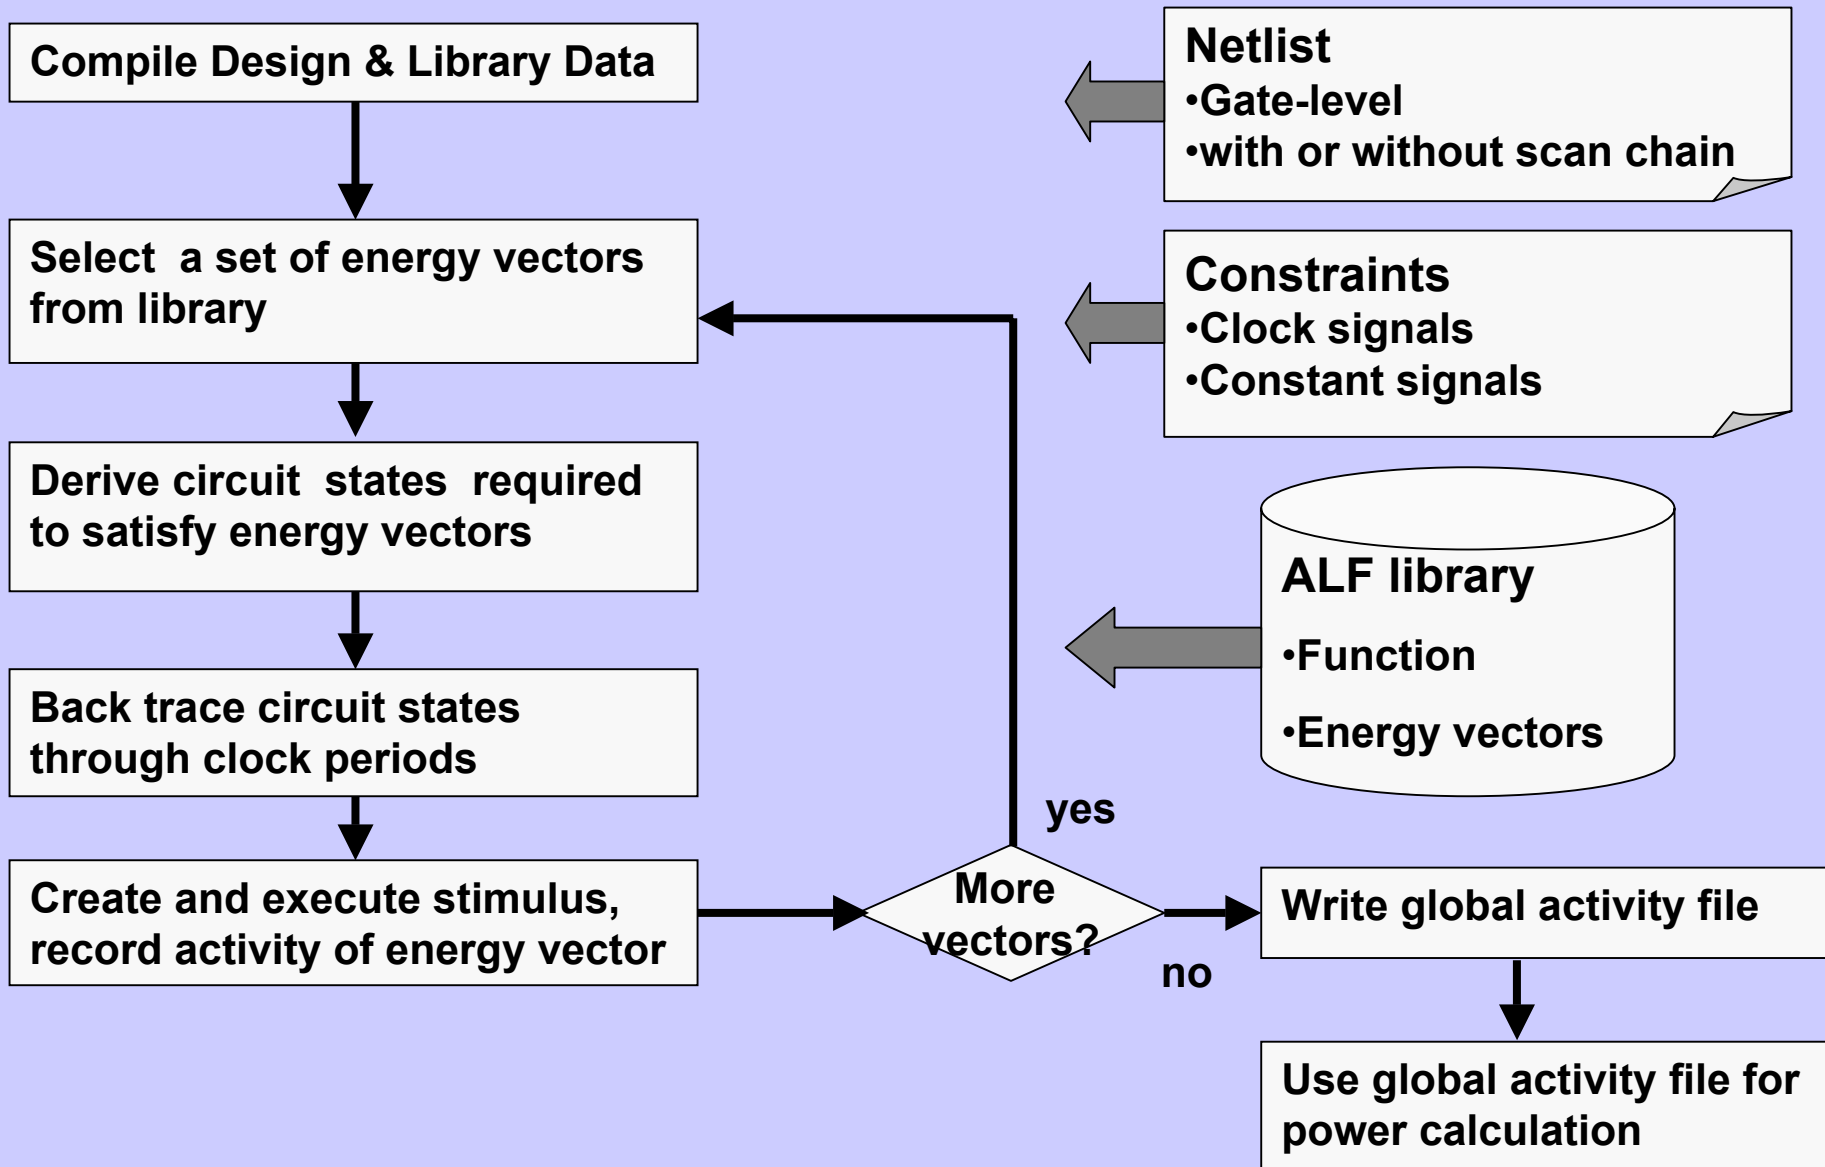 Compile Design & Library Data
Select a set of energy vectors
from library
Derive circuit states required
to satisfy energy vectors
Back trace circuit states
through clock periods
Create and execute stimulus,
record activity of energy vector
More
vectors?
yes
no
Netlist
•Gate-level
•with or without scan chain
Constraints
•Clock signals
•Constant signals
ALF library
•Function
•Energy vectors
Write global activity file
Use global activity file for
power calculation